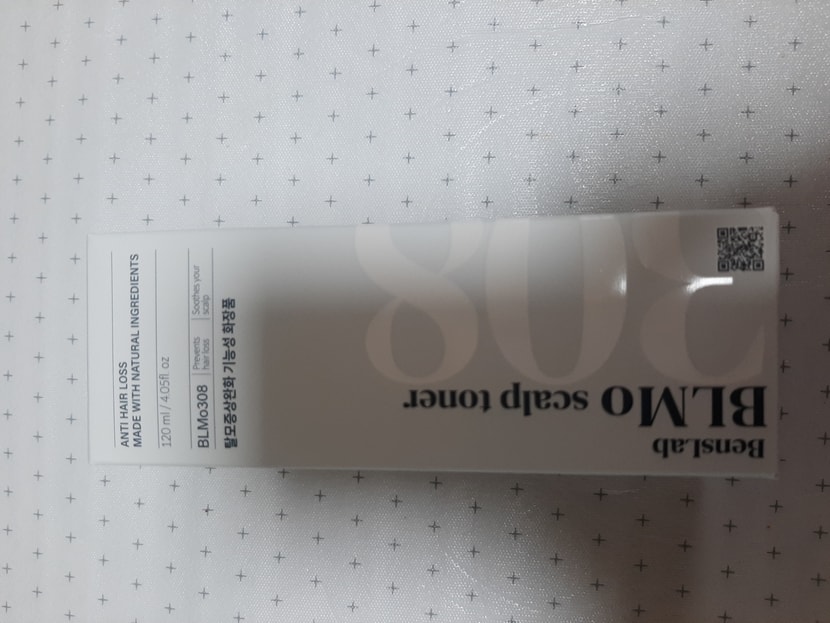 BensLab
BLMo scalp toner
308
탈모증상완화 기능성 화장품
BLMo308
Prevents
hair loss
Soothes your
scalp
120 ml / 4.05fl. oz
ANTI HAIR LOSS
MADE WITH NATURAL INGREDIENTS